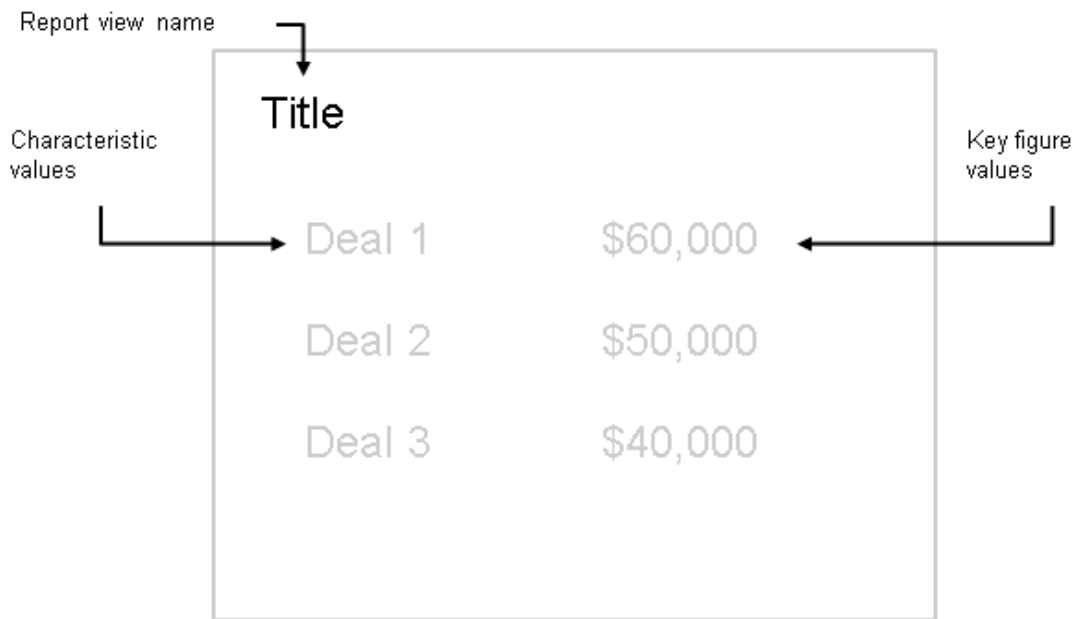 Report view name
Title
Characteristic
values
Key figure
values
Deal 1 $60,000
Deal 2 $50,000
Deal 3 $40,000